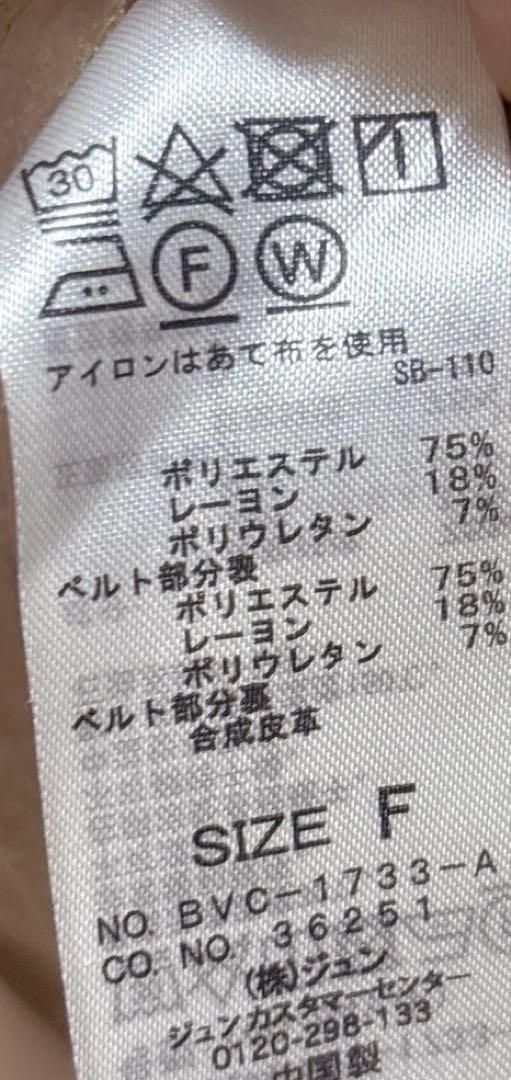 30
F W
アイロンはあて布を使用
SB-110
ポリエステル 75%
レーヨン 18%
ポリウレタン 7%
ベルト部分表
ポリエステル 75%
レーヨン 18%
ポリウレタン 7%
ベルト部分裏
合成皮革
SIZE F
NO. BVC-1733-A
CO. NO. 36251
(株)ジュン
ジュンカスタマーセンター
0120-298-133
中国製